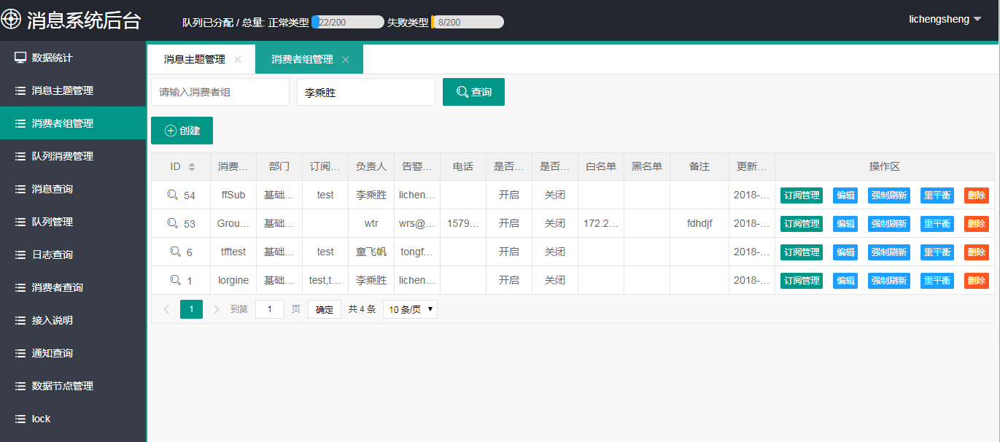 消息系统后台
队列已分配 / 总量: 正常类型 22/200 失败类型 8/200
lichengsheng
数据统计
消息主题管理
消费者组管理
队列消费管理
消息查询
队列管理
日志查询
消费者查询
接入说明
通知查询
数据节点管理
lock
消息主题管理 消费者组管理
请输入消费者组 李乘胜 查询
创建
ID 消费... 部门 订阅... 负责人 告警... 电话 是否... 是否... 白名单 黑名单 备注 更新... 操作区
54 ffSub 基础... test 李乘胜 lichen... 开启 关闭 2018-... 订阅管理 编辑 强制刷新 重平衡 删除
53 Grou... 基础... wtr wrs@... 1579... 开启 关闭 172.2... fdhdjf 2018-... 订阅管理 编辑 强制刷新 重平衡 删除
6 tfftest 基础... test 童飞帆 tongf... 开启 关闭 2018-... 订阅管理 编辑 强制刷新 重平衡 删除
1 lorgine 基础... test,t... 李乘胜 lichen... 开启 关闭 2018-... 订阅管理 编辑 强制刷新 重平衡 删除
1 到第 1 页 确定 共 4 条 10 条/页